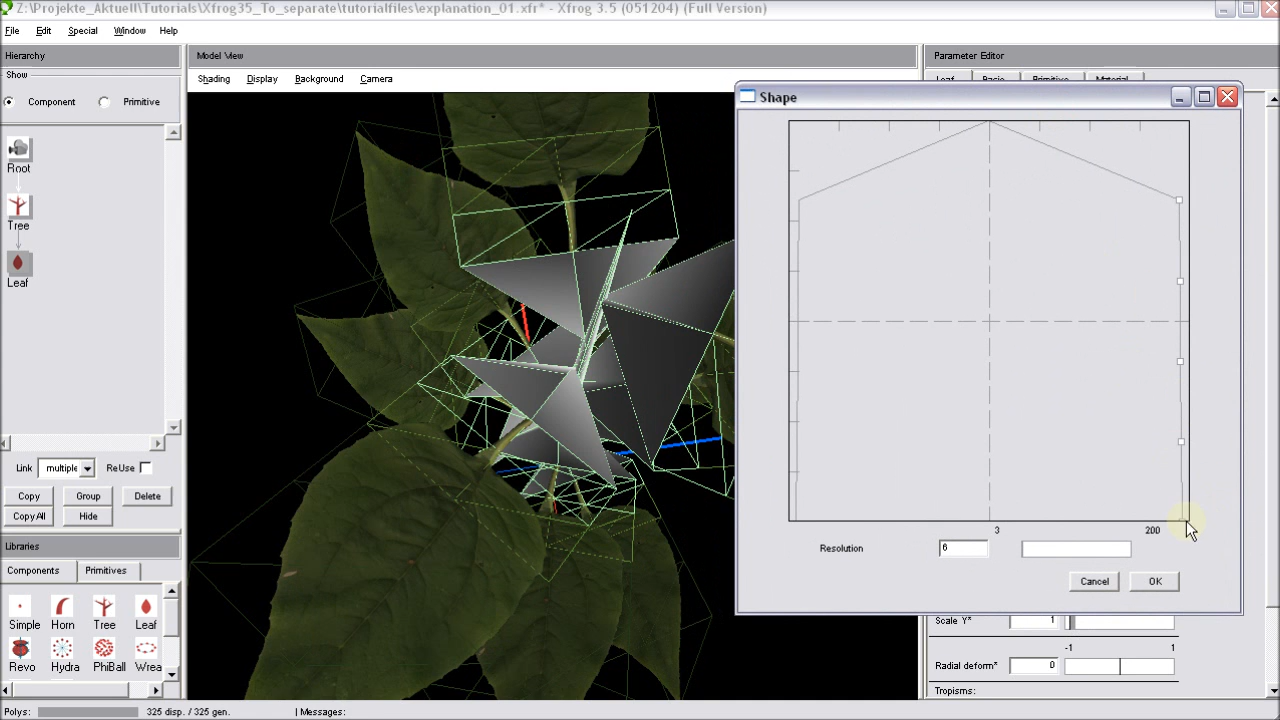 Z:\Projekte_Aktuell\Tutorials\Xfrog35_To_separate\tutorialfiles\explanation_01.xfr* - Xfrog 3.5 (051204) (Full Version)
File Edit Special Window Help
Hierarchy
Show
Component Primitive
Root
Tree
Leaf
Link multiple ReUse
Copy Group Delete
CopyAll Hide
Libraries
Components Primitives
Simple Horn Tree Leaf
Revo Hydra PhiBall Wrea
Polys: 325 disp. / 325 gen. | Messages:
Model View
Shading Display Background Camera
Parameter Editor
Leaf Basic Primitive Material
Shape
3 200
Resolution 6
Cancel OK
Scale Y* 1
-1 1
Radial deform* 0
Tropisms: